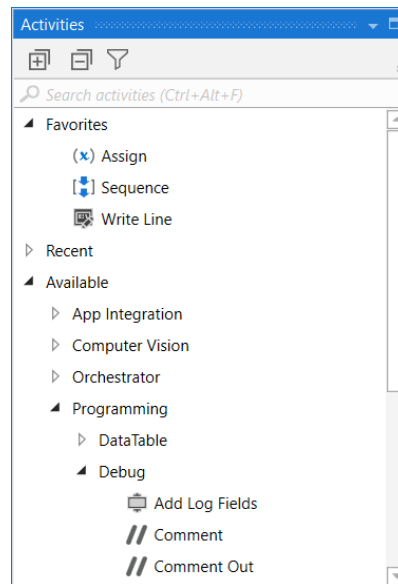 Activities
Search activities (Ctrl+Alt+F)
Favorites
Assign
Sequence
Write Line
Recent
Available
App Integration
Computer Vision
Orchestrator
Programming
DataTable
Debug
Add Log Fields
Comment
Comment Out